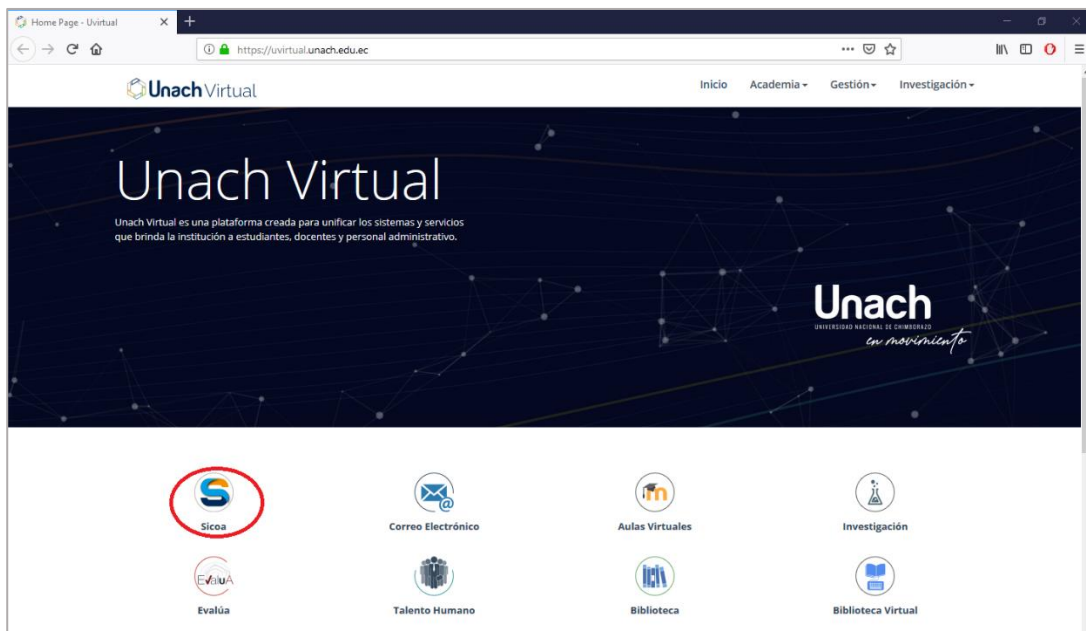 Home Page - Uvirtual
https://uvirtual.unach.edu.ec
Unach Virtual
Inicio Academia Gestión Investigación
Unach Virtual
Unach Virtual es una plataforma creada para unificar los sistemas y servicios
que brinda la institución a estudiantes, docentes y personal administrativo.
Unach
UNIVERSIDAD NACIONAL DE CHIMBORAZO
en movimiento
Sicoa Correo Electrónico Aulas Virtuales Investigación
EvaluA
Evalúa Talento Humano Biblioteca Biblioteca Virtual